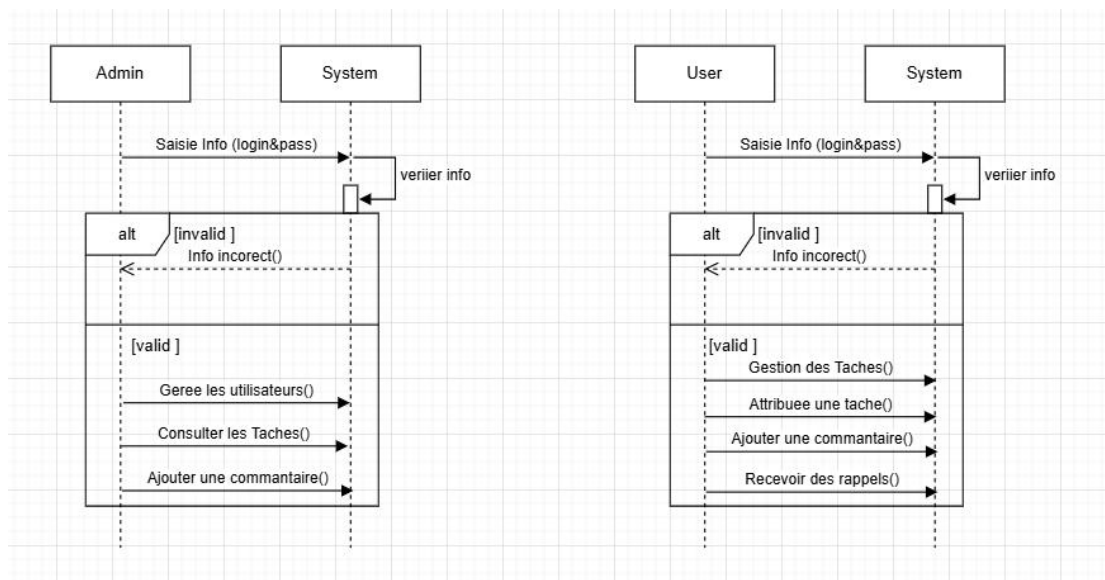 Admin
System
Saisie Info (login&pass)
veriier info
alt
[invalid ]
Info incorect()
[valid ]
Geree les utilisateurs()
Consulter les Taches()
Ajouter une commantaire()
User
System
Saisie Info (login&pass)
veriier info
alt
[invalid ]
Info incorect()
[valid ]
Gestion des Taches()
Attribuee une tache()
Ajouter une commantaire()
Recevoir des rappels()